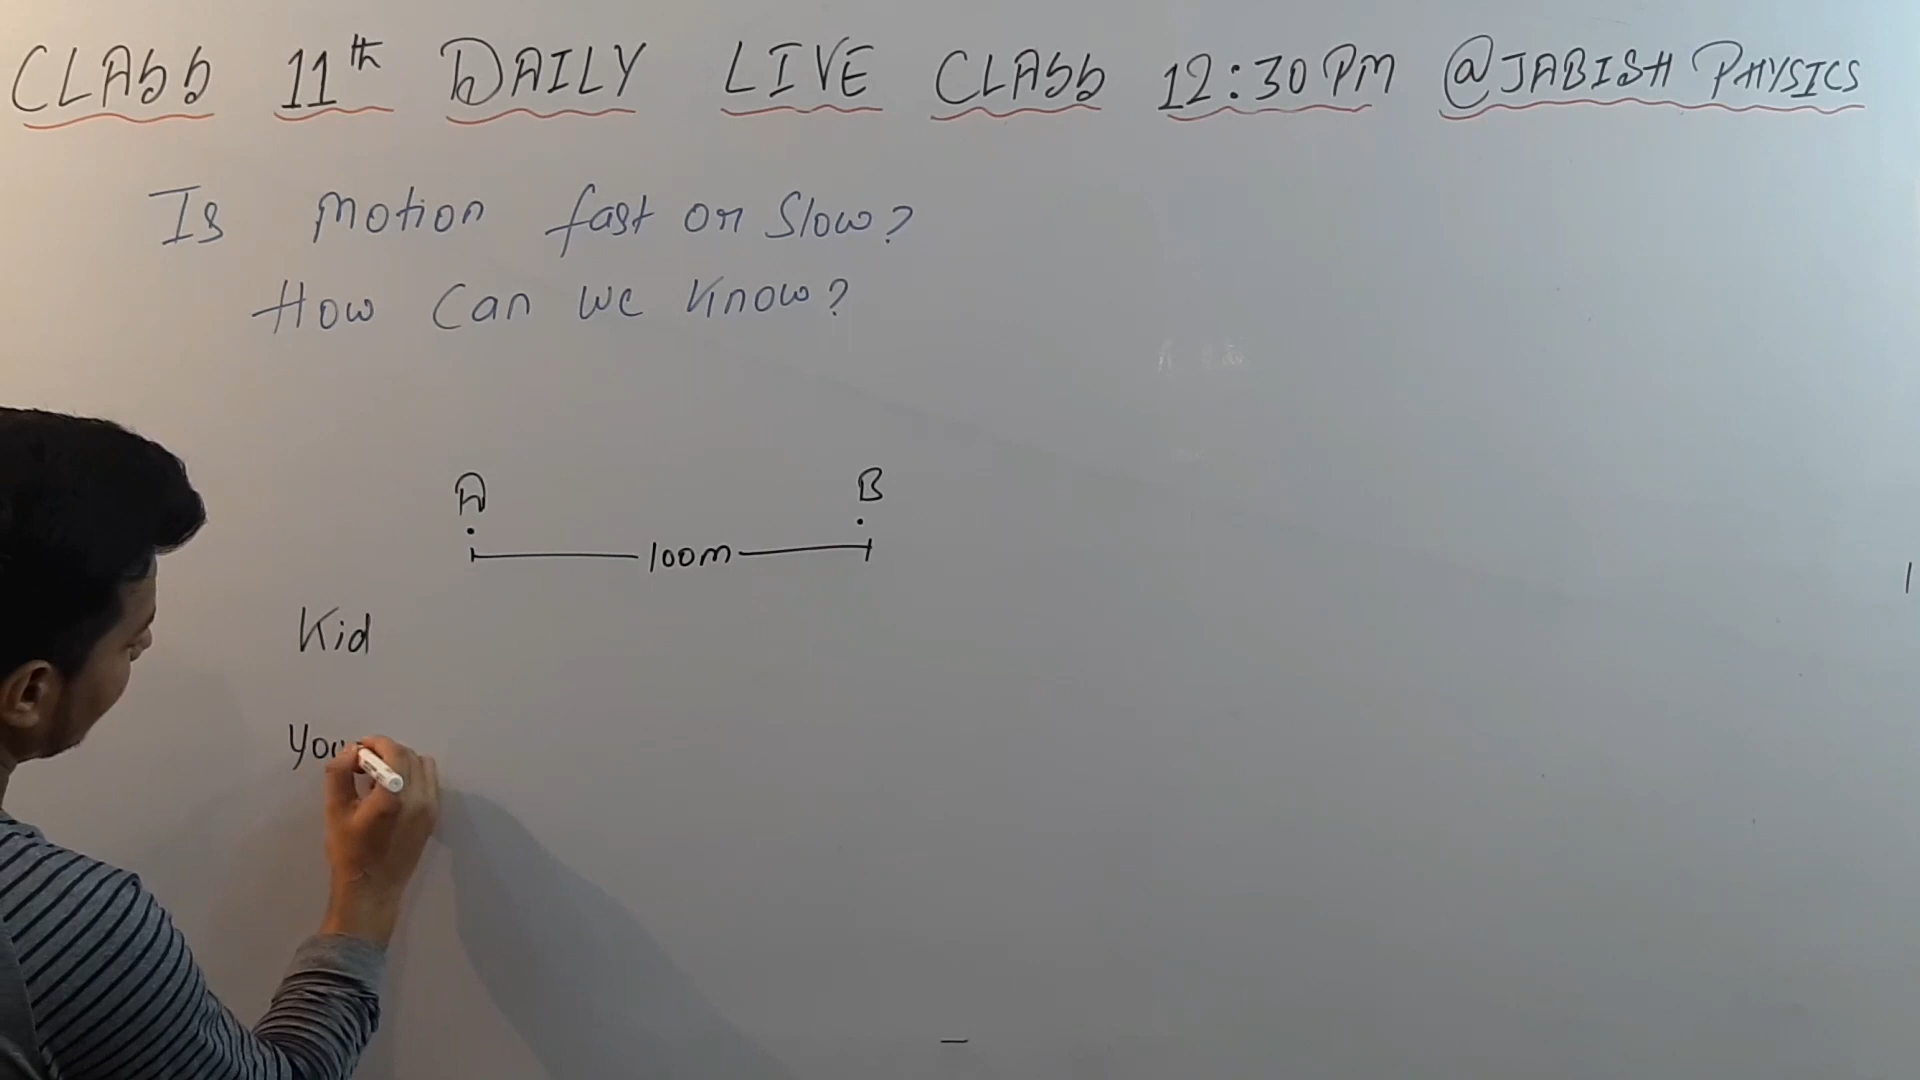 CLASS 11th DAILY LIVE CLASS 12:30 PM @JABISH PHYSICS
Is motion fast or slow?
How can we know?
A B
100m
Kid
You